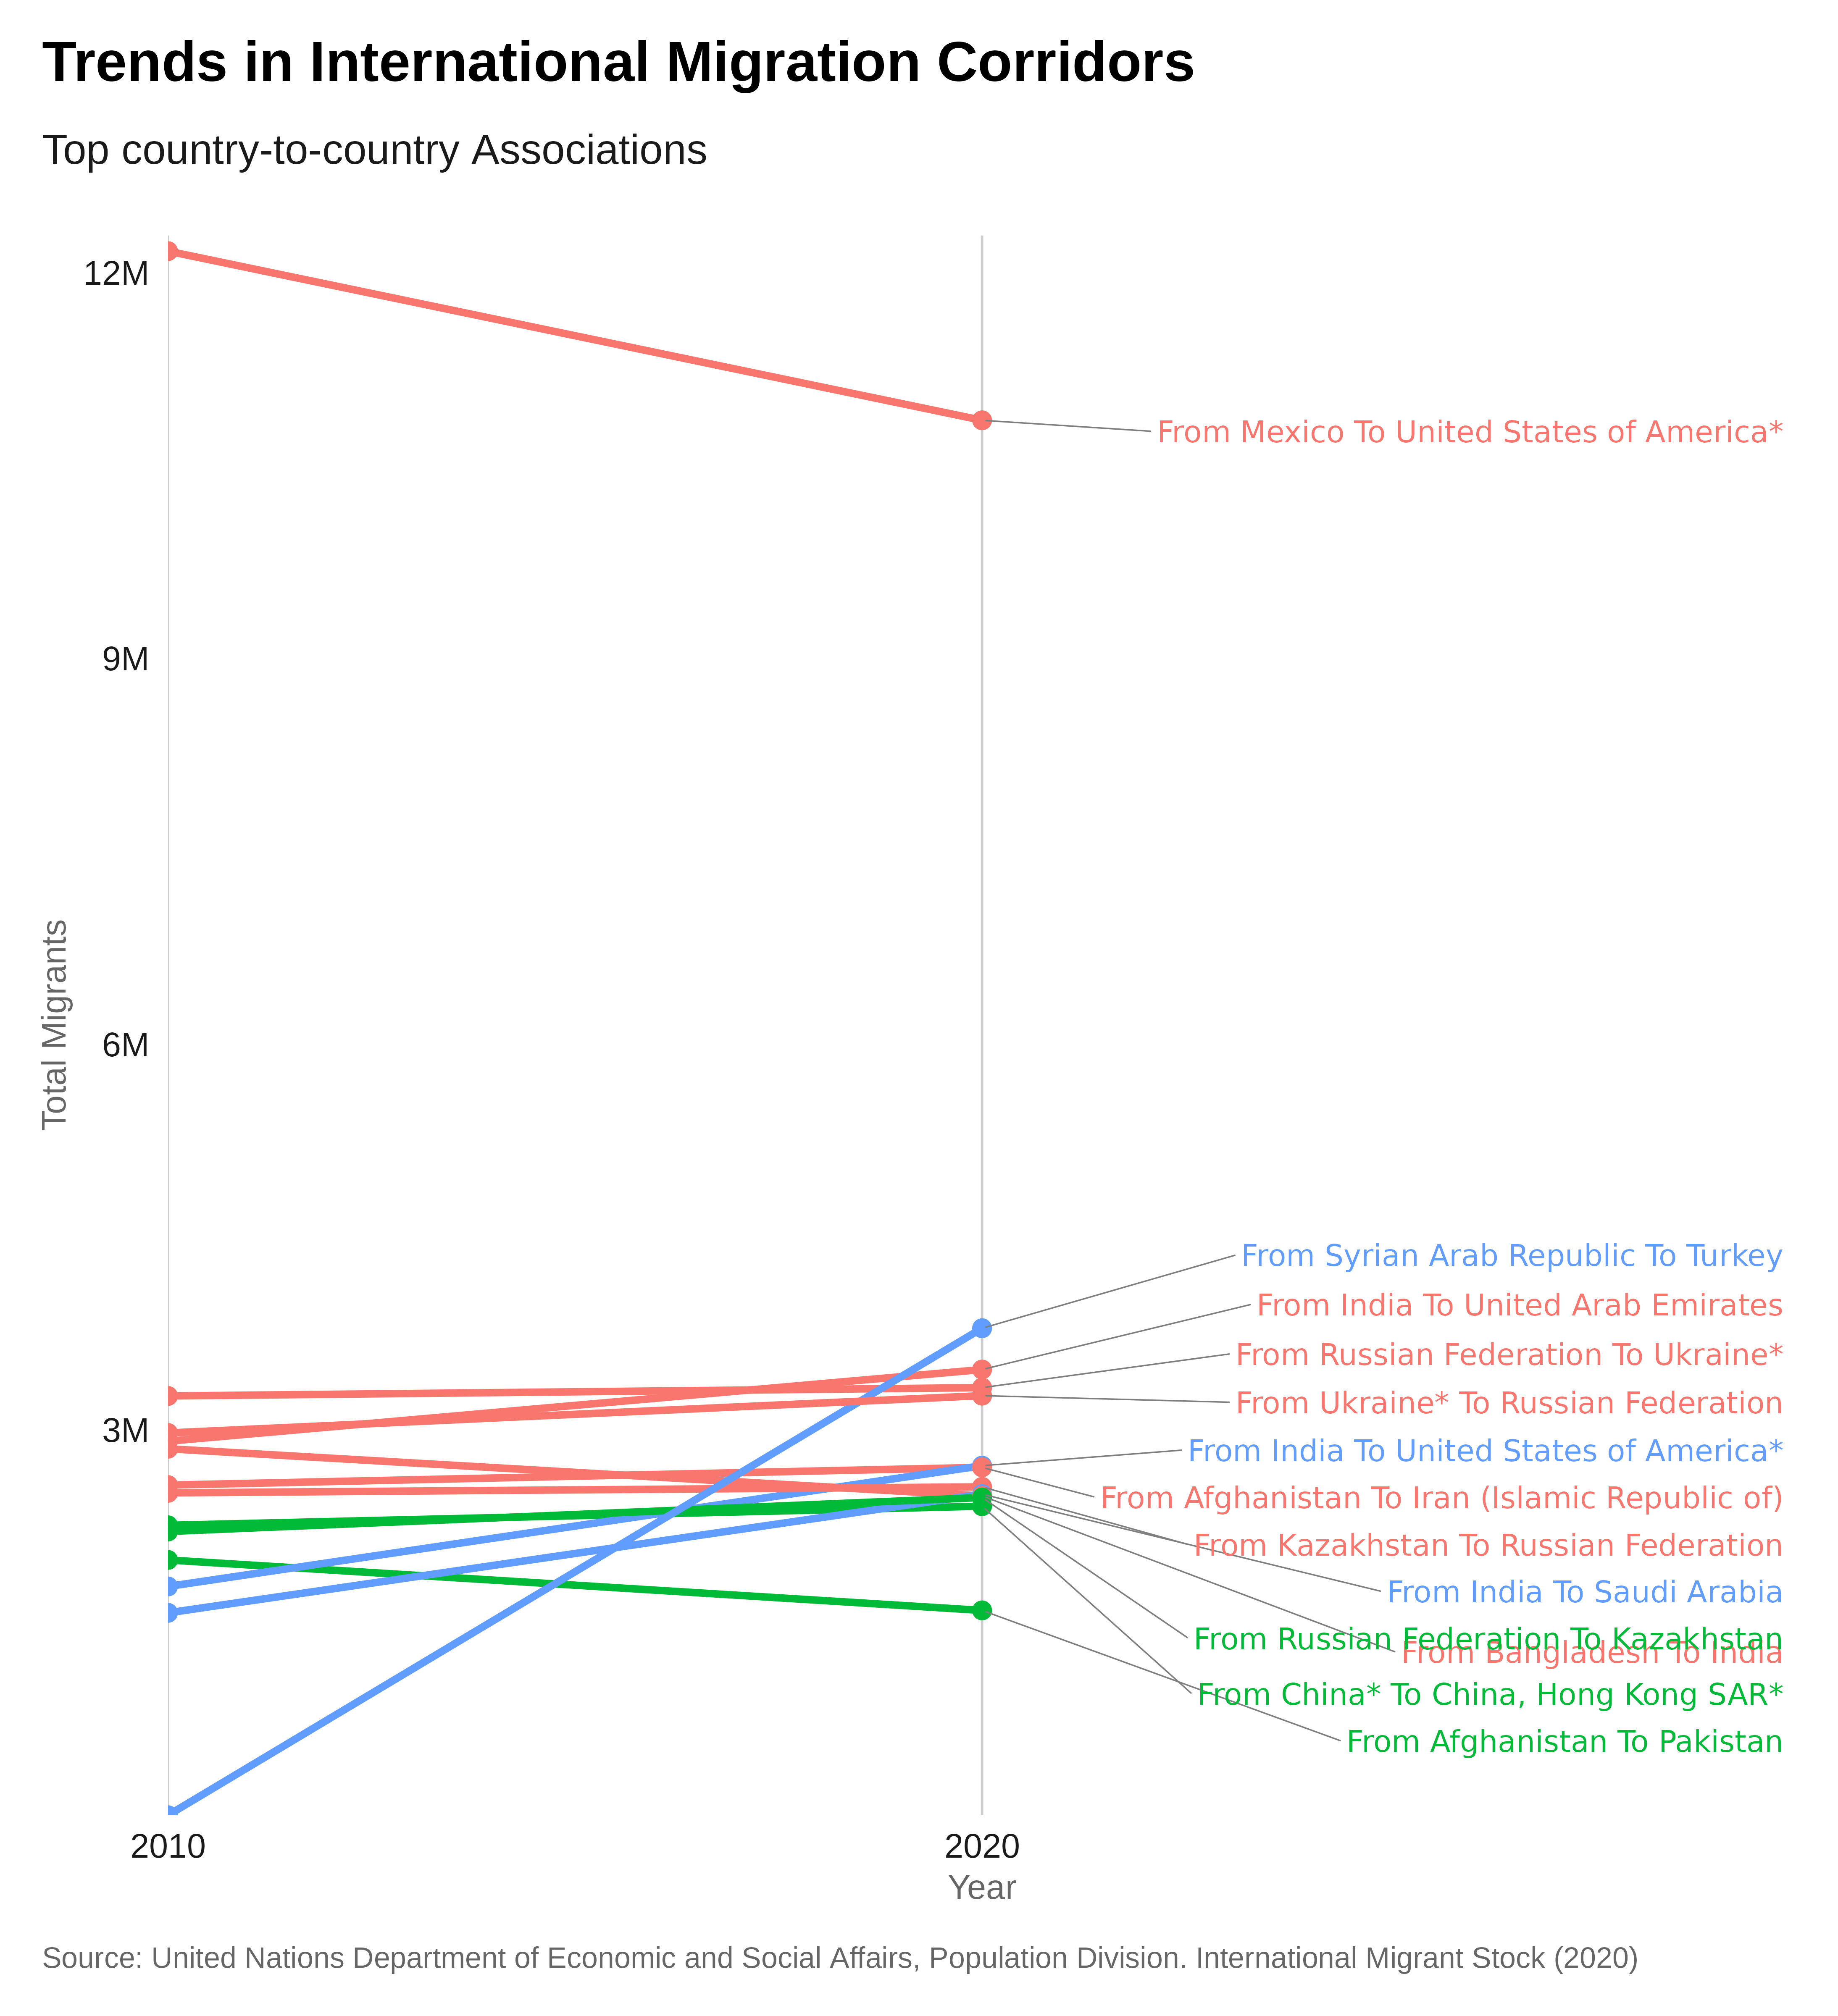 Trends in International Migration Corridors
Top country-to-country Associations
12M
9M
6M
3M
Total Migrants
From Mexico To United States of America*
From Syrian Arab Republic To Turkey
From India To United Arab Emirates
From Russian Federation To Ukraine*
From Ukraine* To Russian Federation
From India To United States of America*
From Afghanistan To Iran (Islamic Republic of)
From Kazakhstan To Russian Federation
From India To Saudi Arabia
From Russian Federation To Kazakhstan
From Bangladesh To India
From China* To China, Hong Kong SAR*
From Afghanistan To Pakistan
2010
2020
Year
Source: United Nations Department of Economic and Social Affairs, Population Division. International Migrant Stock (2020)